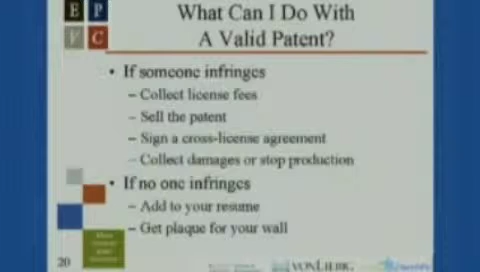 E P
V C
What Can I Do With
A Valid Patent?
• If someone infringes
– Collect license fees
– Sell the patent
– Sign a cross-license agreement
– Collect damages or stop production
• If no one infringes
– Add to your resume
– Get plaque for your wall
20
VONLIEBIG